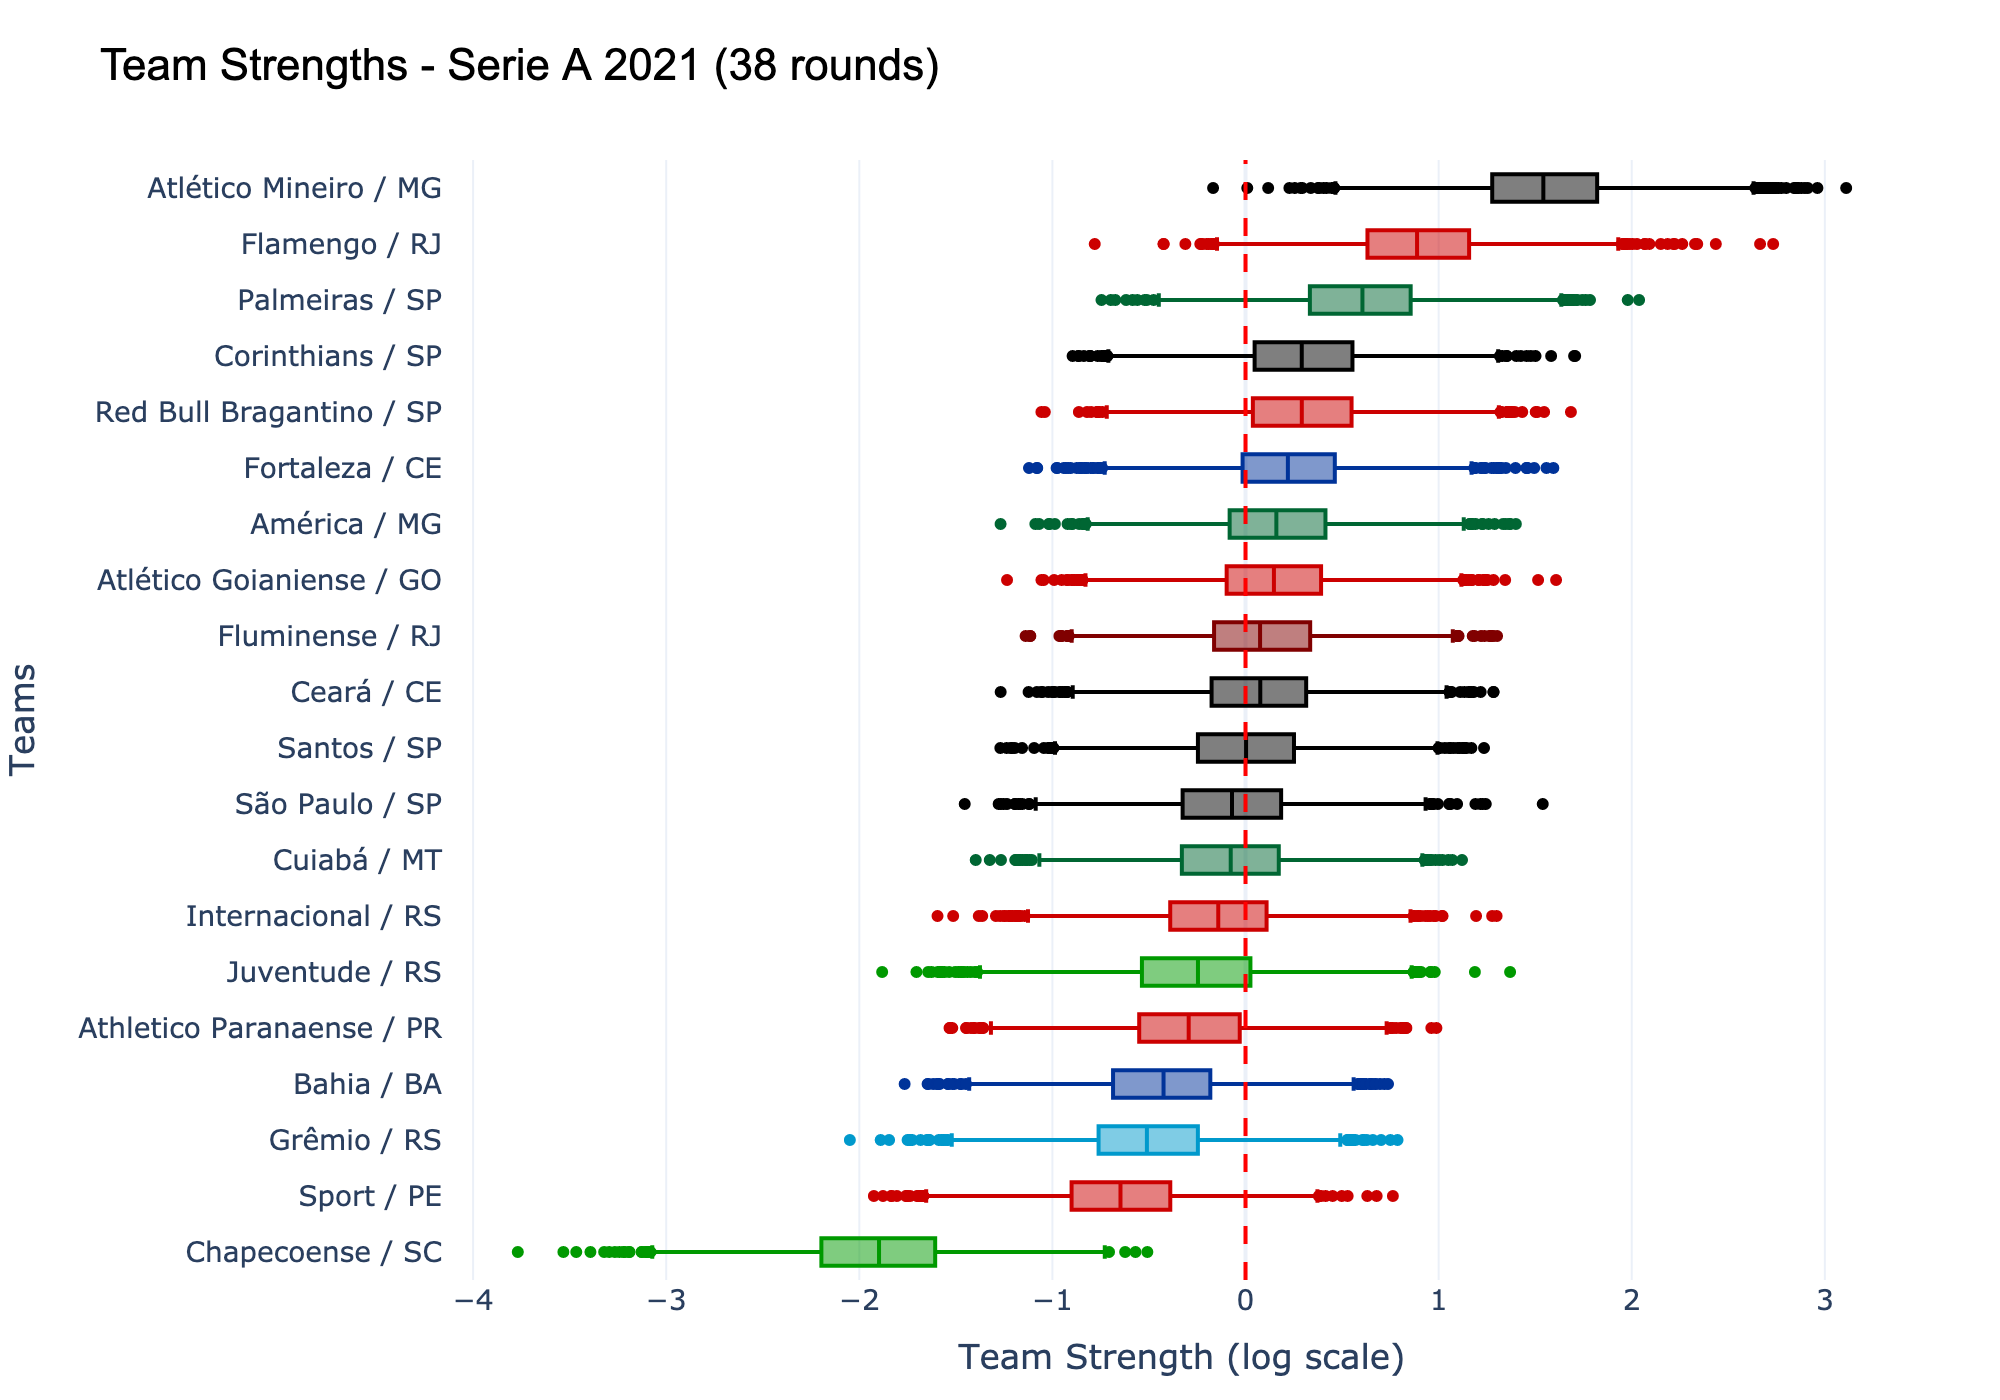 Team Strengths - Serie A 2021 (38 rounds)
Teams
Atlético Mineiro / MG
Flamengo / RJ
Palmeiras / SP
Corinthians / SP
Red Bull Bragantino / SP
Fortaleza / CE
América / MG
Atlético Goianiense / GO
Fluminense / RJ
Ceará / CE
Santos / SP
São Paulo / SP
Cuiabá / MT
Internacional / RS
Juventude / RS
Athletico Paranaense / PR
Bahia / BA
Grêmio / RS
Sport / PE
Chapecoense / SC
−4 −3 −2 −1 0 1 2 3
Team Strength (log scale)